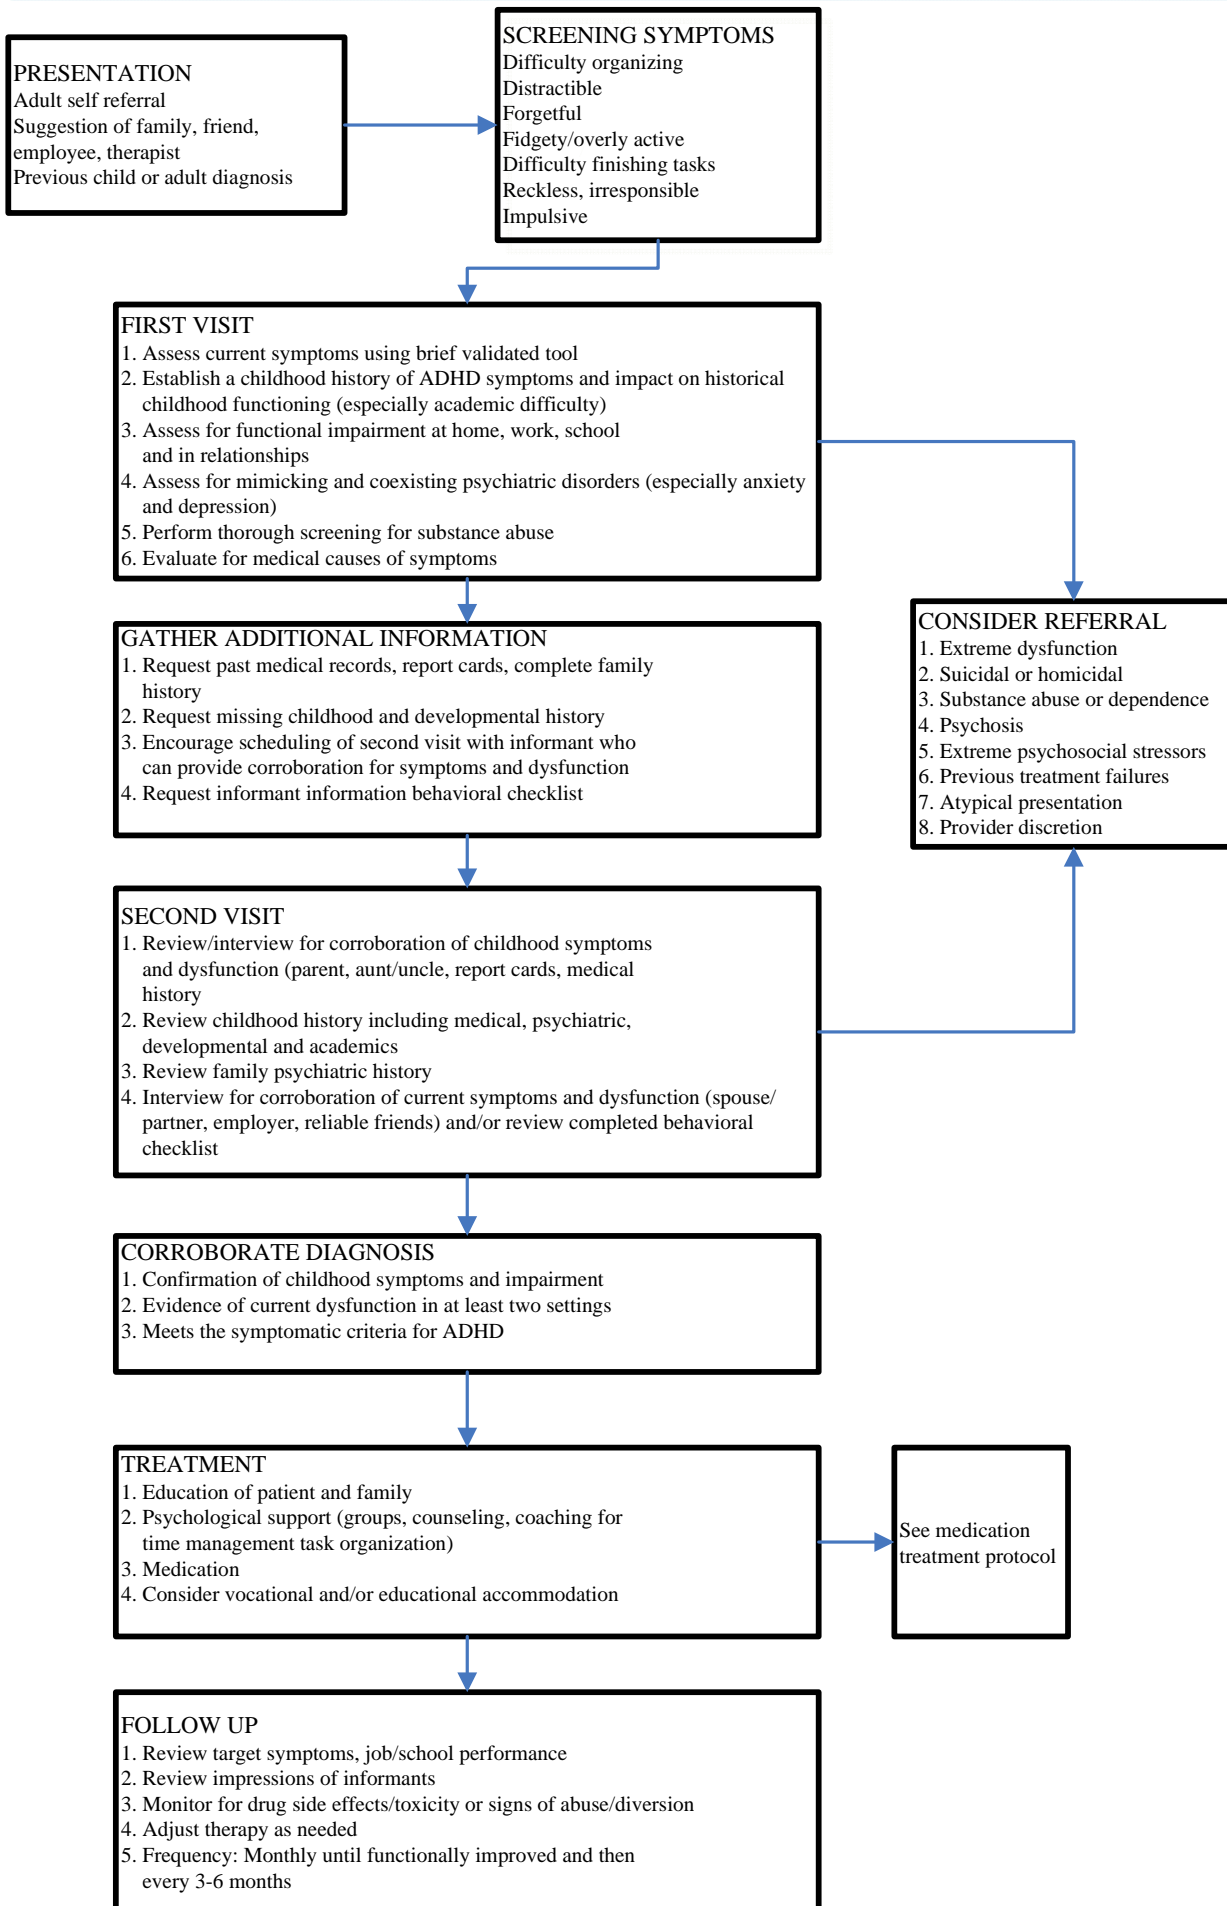 PRESENTATION
Adult self referral
Suggestion of family, friend,
employee, therapist
Previous child or adult diagnosis
SCREENING SYMPTOMS
Difficulty organizing
Distractible
Forgetful
Fidgety/overly active
Difficulty finishing tasks
Reckless, irresponsible
Impulsive
FIRST VISIT
1. Assess current symptoms using brief validated tool
2. Establish a childhood history of ADHD symptoms and impact on historical
childhood functioning (especially academic difficulty)
3. Assess for functional impairment at home, work, school
and in relationships
4. Assess for mimicking and coexisting psychiatric disorders (especially anxiety
and depression)
5. Perform thorough screening for substance abuse
6. Evaluate for medical causes of symptoms
GATHER ADDITIONAL INFORMATION
1. Request past medical records, report cards, complete family
history
2. Request missing childhood and developmental history
3. Encourage scheduling of second visit with informant who
can provide corroboration for symptoms and dysfunction
4. Request informant information behavioral checklist
CONSIDER REFERRAL
1. Extreme dysfunction
2. Suicidal or homicidal
3. Substance abuse or dependence
4. Psychosis
5. Extreme psychosocial stressors
6. Previous treatment failures
7. Atypical presentation
8. Provider discretion
SECOND VISIT
1. Review/interview for corroboration of childhood symptoms
and dysfunction (parent, aunt/uncle, report cards, medical
history
2. Review childhood history including medical, psychiatric,
developmental and academics
3. Review family psychiatric history
4. Interview for corroboration of current symptoms and dysfunction (spouse/
partner, employer, reliable friends) and/or review completed behavioral
checklist
CORROBORATE DIAGNOSIS
1. Confirmation of childhood symptoms and impairment
2. Evidence of current dysfunction in at least two settings
3. Meets the symptomatic criteria for ADHD
TREATMENT
1. Education of patient and family
2. Psychological support (groups, counseling, coaching for
time management task organization)
3. Medication
4. Consider vocational and/or educational accommodation
See medication
treatment protocol
FOLLOW UP
1. Review target symptoms, job/school performance
2. Review impressions of informants
3. Monitor for drug side effects/toxicity or signs of abuse/diversion
4. Adjust therapy as needed
5. Frequency: Monthly until functionally improved and then
every 3-6 months